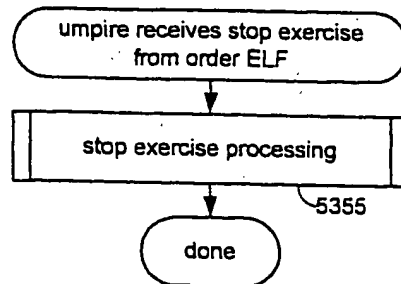 umpire receives stop exercise
from order ELF
stop exercise processing
5355
done